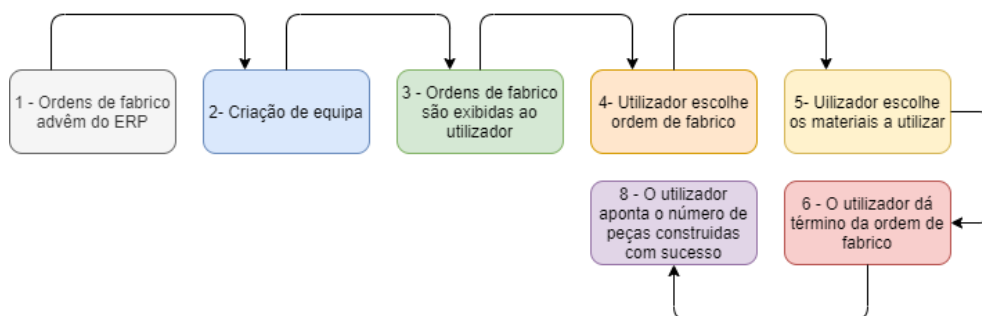 1 - Ordens de fabrico
advêm do ERP
2- Criação de equipa
3 - Ordens de fabrico
são exibidas ao
utilizador
4- Utilizador escolhe
ordem de fabrico
5- Uilizador escolhe
os materiais a utilizar
6 - O utilizador dá
término da ordem de
fabrico
8 - O utilizador
aponta o número de
peças construidas
com sucesso